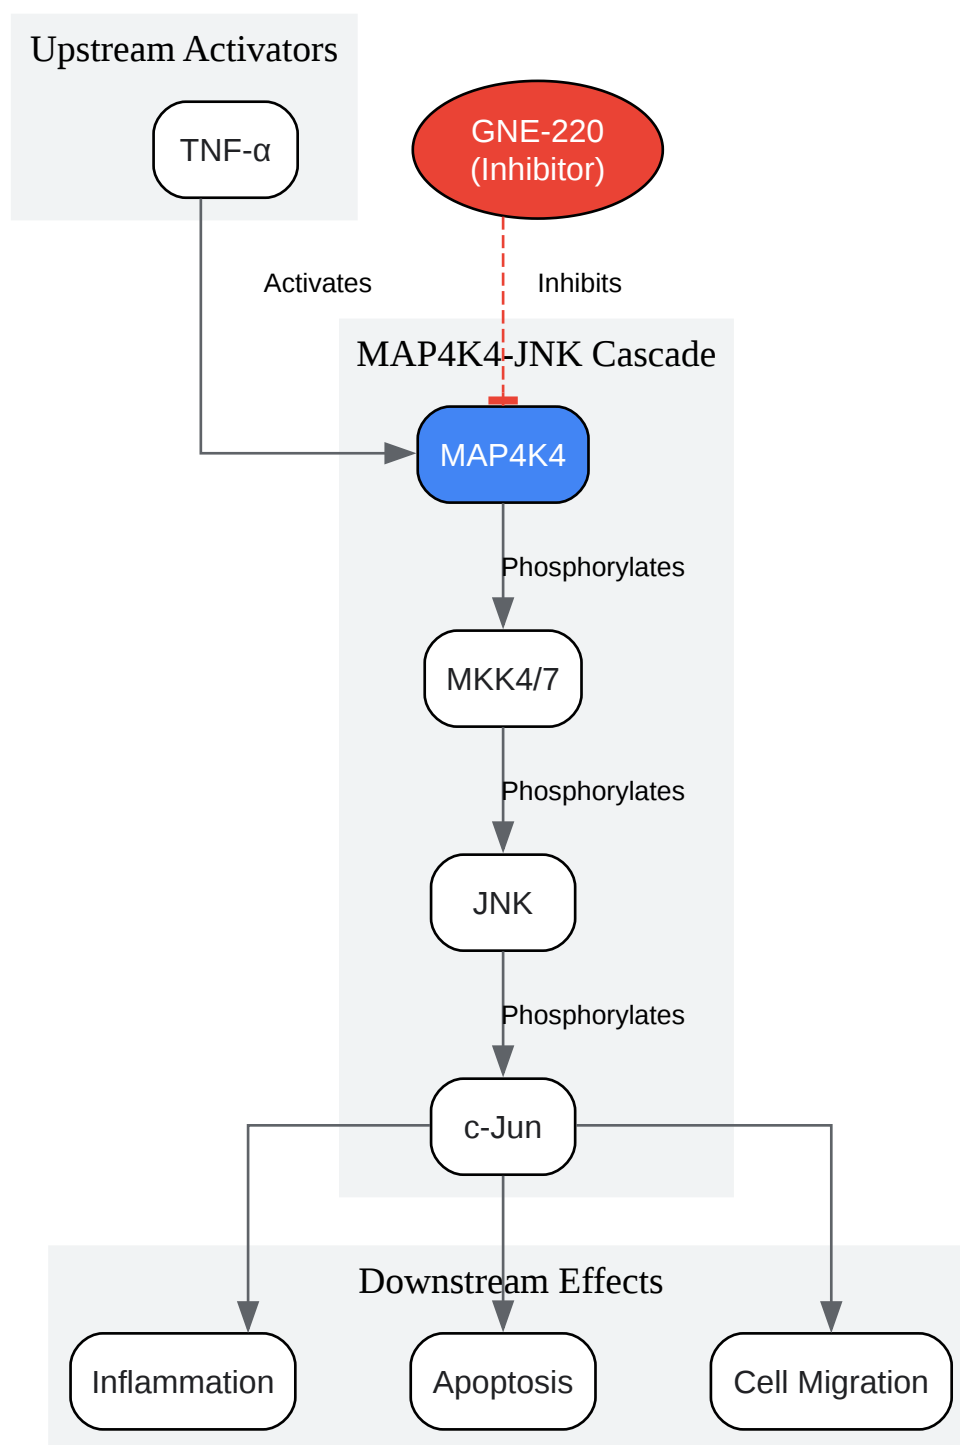 Upstream Activators
TNF-α
GNE-220
(Inhibitor)
Activates
Inhibits
MAP4K4-JNK Cascade
MAP4K4
Phosphorylates
MKK4/7
Phosphorylates
JNK
Phosphorylates
c-Jun
Downstream Effects
Inflammation
Apoptosis
Cell Migration